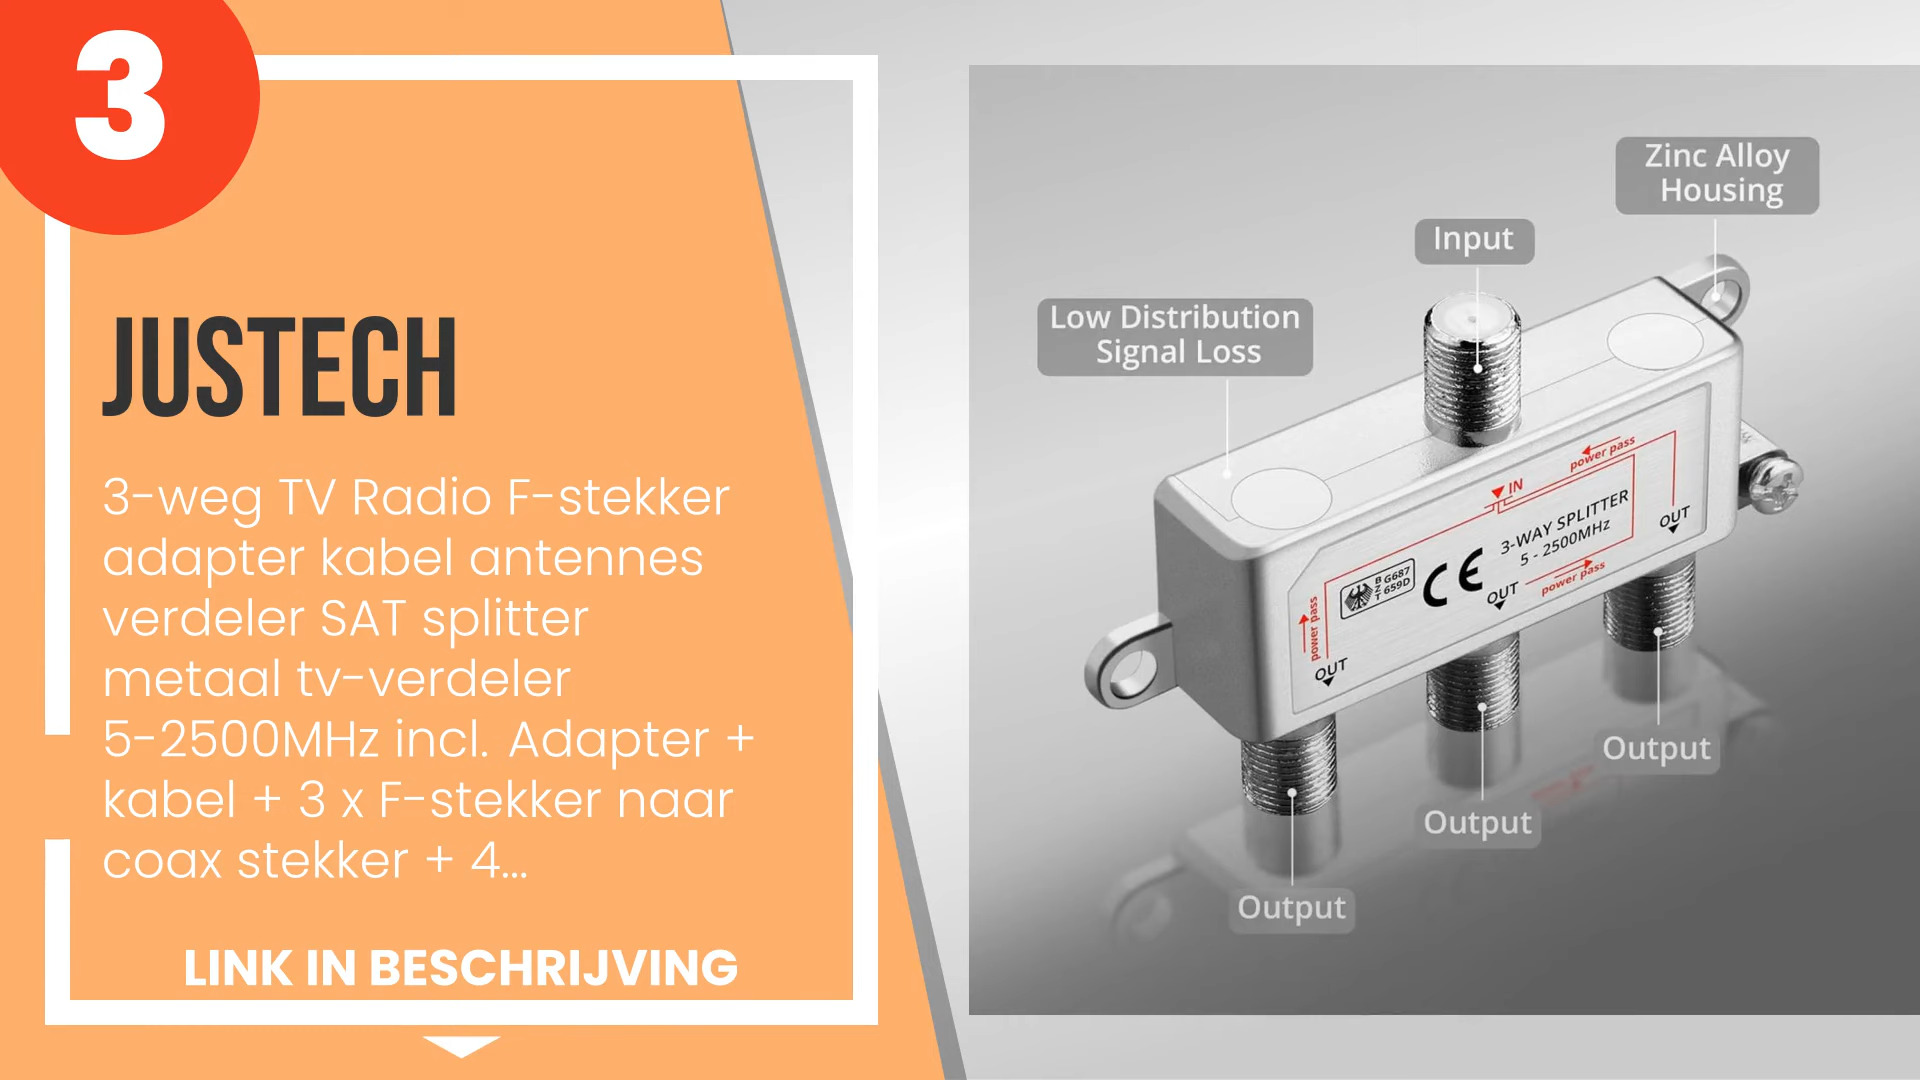 3
JUSTECH
3-weg TV Radio F-stekker
adapter kabel antennes
verdeler SAT splitter
metaal tv-verdeler
5-2500MHz incl. Adapter +
kabel + 3 x F-stekker naar
coax stekker + 4...
LINK IN BESCHRIJVING
Zinc Alloy
Housing
Input
Low Distribution
Signal Loss
power pass
IN
3-WAY SPLITTER
5 - 2500MHz
OUT
BZT G687
659D
CE
OUT
power pass
power pass
OUT
Output
Output
Output